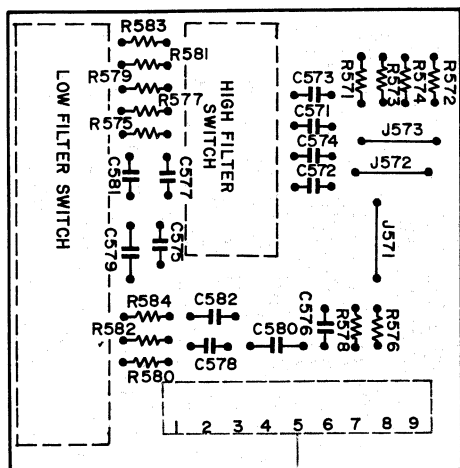 R583
R581
R579
R577
R575
LOW FILTER SWITCH
HIGH FILTER
SWITCH
C573
C571
C574
C572
R571
R573
R574
R572
J573
J572
J571
C581
C577
C579
C575
R584
R582
R580
C582
C578
C580
C576
R578
R576
1 2 3 4 5 6 7 8 9